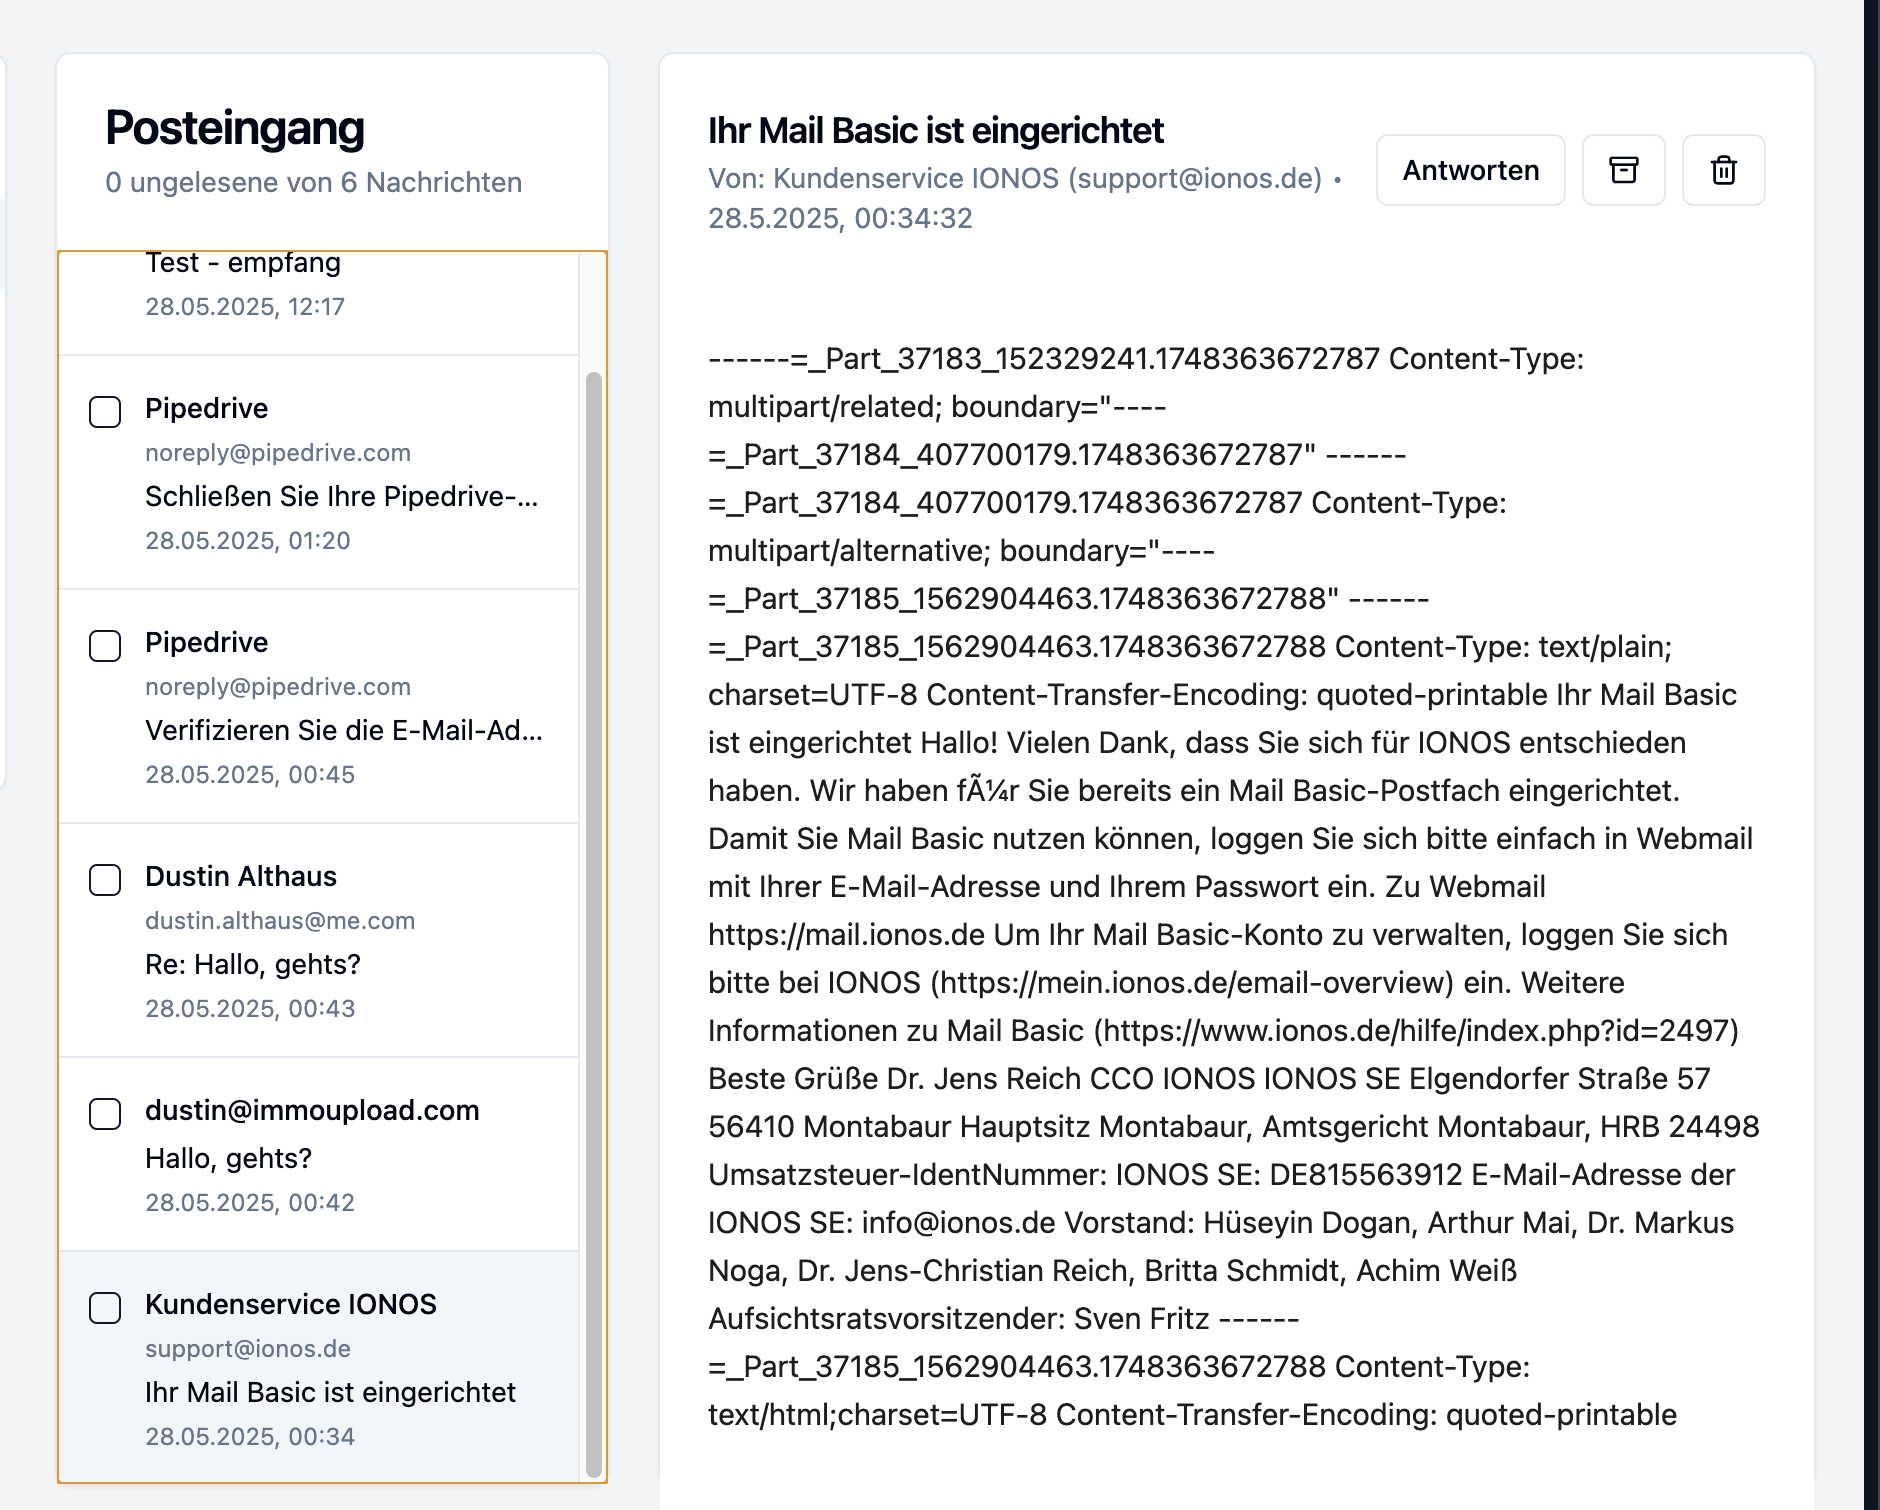 Posteingang
0 ungelesene von 6 Nachrichten
Test - empfang
28.05.2025, 12:17
Pipedrive
noreply@pipedrive.com
Schließen Sie Ihre Pipedrive-...
28.05.2025, 01:20
Pipedrive
noreply@pipedrive.com
Verifizieren Sie die E-Mail-Ad...
28.05.2025, 00:45
Dustin Althaus
dustin.althaus@me.com
Re: Hallo, gehts?
28.05.2025, 00:43
dustin@immoupload.com
Hallo, gehts?
28.05.2025, 00:42
Kundenservice IONOS
support@ionos.de
Ihr Mail Basic ist eingerichtet
28.05.2025, 00:34
Ihr Mail Basic ist eingerichtet
Von: Kundenservice IONOS (support@ionos.de) •
28.5.2025, 00:34:32
Antworten
------=_Part_37183_152329241.1748363672787 Content-Type:
multipart/related; boundary="----
=_Part_37184_407700179.1748363672787" ------
=_Part_37184_407700179.1748363672787 Content-Type:
multipart/alternative; boundary="----
=_Part_37185_1562904463.1748363672788" ------
=_Part_37185_1562904463.1748363672788 Content-Type: text/plain;
charset=UTF-8 Content-Transfer-Encoding: quoted-printable Ihr Mail Basic
ist eingerichtet Hallo! Vielen Dank, dass Sie sich für IONOS entschieden
haben. Wir haben fÃ¼r Sie bereits ein Mail Basic-Postfach eingerichtet.
Damit Sie Mail Basic nutzen können, loggen Sie sich bitte einfach in Webmail
mit Ihrer E-Mail-Adresse und Ihrem Passwort ein. Zu Webmail
https://mail.ionos.de Um Ihr Mail Basic-Konto zu verwalten, loggen Sie sich
bitte bei IONOS (https://mein.ionos.de/email-overview) ein. Weitere
Informationen zu Mail Basic (https://www.ionos.de/hilfe/index.php?id=2497)
Beste Grüße Dr. Jens Reich CCO IONOS IONOS SE Elgendorfer Straße 57
56410 Montabaur Hauptsitz Montabaur, Amtsgericht Montabaur, HRB 24498
Umsatzsteuer-IdentNummer: IONOS SE: DE815563912 E-Mail-Adresse der
IONOS SE: info@ionos.de Vorstand: Hüseyin Dogan, Arthur Mai, Dr. Markus
Noga, Dr. Jens-Christian Reich, Britta Schmidt, Achim Weiß
Aufsichtsratsvorsitzender: Sven Fritz ------
=_Part_37185_1562904463.1748363672788 Content-Type:
text/html;charset=UTF-8 Content-Transfer-Encoding: quoted-printable